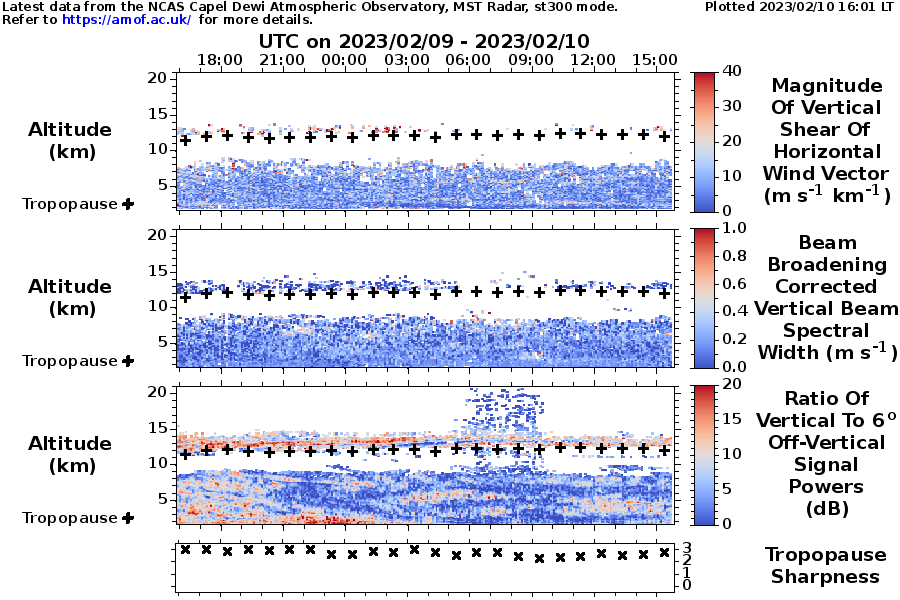 Latest data from the NCAS Capel Dewi Atmospheric Observatory, MST Radar, st300 mode.
Plotted 2023/02/10 16:01 LT
Refer to https://amof.ac.uk/ for more details.
UTC on 2023/02/09 - 2023/02/10
18:00 21:00 00:00 03:00 06:00 09:00 12:00 15:00
20
15
10
5
Altitude
(km)
Tropopause +
40
30
20
10
0
Magnitude
Of Vertical
Shear Of
Horizontal
Wind Vector
(m s-1 km-1)
20
15
10
5
Altitude
(km)
Tropopause +
1.0
0.8
0.6
0.4
0.2
0.0
Beam
Broadening
Corrected
Vertical Beam
Spectral
Width (m s-1)
20
15
10
5
Altitude
(km)
Tropopause +
20
15
10
5
0
Ratio Of
Vertical To 6o
Off-Vertical
Signal
Powers
(dB)
3
2
1
0
Tropopause
Sharpness